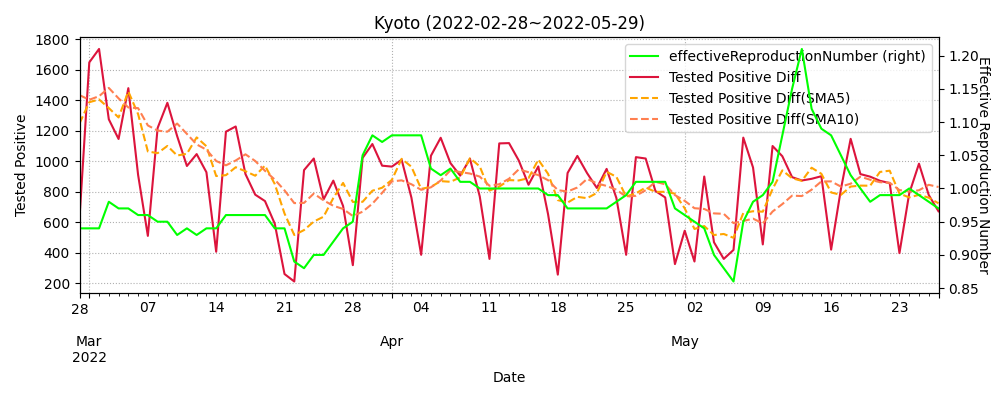 Kyoto (2022-02-28~2022-05-29)
1800
1600
1400
1200
1000
800
600
400
200
Tested Positive
1.20
1.15
1.10
1.05
1.00
0.95
0.90
0.85
Effective Reproduction Number
effectiveReproductionNumber (right)
Tested Positive Diff
Tested Positive Diff(SMA5)
Tested Positive Diff(SMA10)
28 07 14 21 28 04 11 18 25 02 09 16 23
Mar Apr May
2022
Date